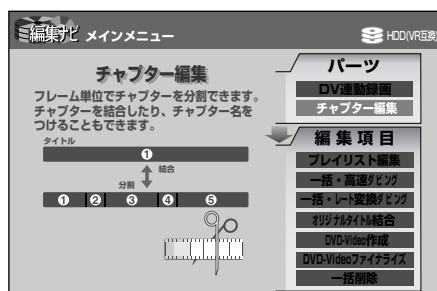 編集ナビ メインメニュー
HDD(VR互換)
チャプター編集
フレーム単位でチャプターを分割できます。
チャプターを結合したり、チャプター名を
つけることもできます。
タイトル
1
結合
分割
1 2 3 4 5
パーツ
DV連動録画
チャプター編集
編集項目
プレイリスト編集
一括・高速ダビング
一括・レート変換ダビング
オリジナルタイトル結合
DVD-Video作成
DVD-Videoファイナライズ
一括削除